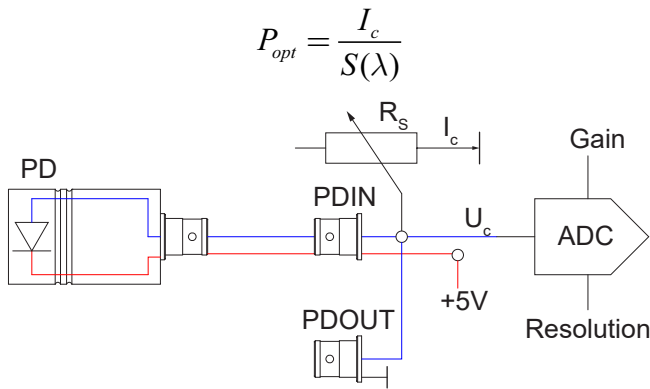 P_opt = I_c / S(λ)
R_S
I_c
PD
Gain
PDIN
U_c
ADC
+5V
PDOUT
Resolution